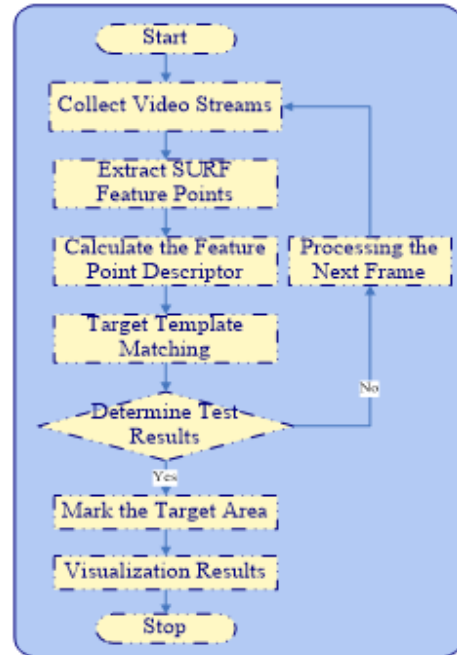 Start
Collect Video Streams
Extract SURF
Feature Points
Calculate the Feature
Point Descriptor
Processing the
Next Frame
Target Template
Matching
No
Determine Test
Results
Yes
Mark the Target Area
Visualization Results
Stop